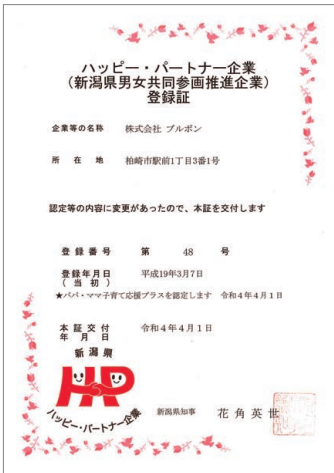 ハッピー・パートナー企業
(新潟県男女共同参画推進企業)
登録証
企業等の名称 株式会社 ブルボン
所在地 柏崎市駅前1丁目3番1号
認定等の内容に変更があったので、本証を交付します
登録番号 第 48 号
登録年月日 平成19年3月7日
(当初)
★パパ・ママ子育て応援プラスを認定します 令和4年4月1日
本証交付 令和4年4月1日
年月日
新潟県
HP
ハッピー・パートナー企業
新潟県知事 花角英世